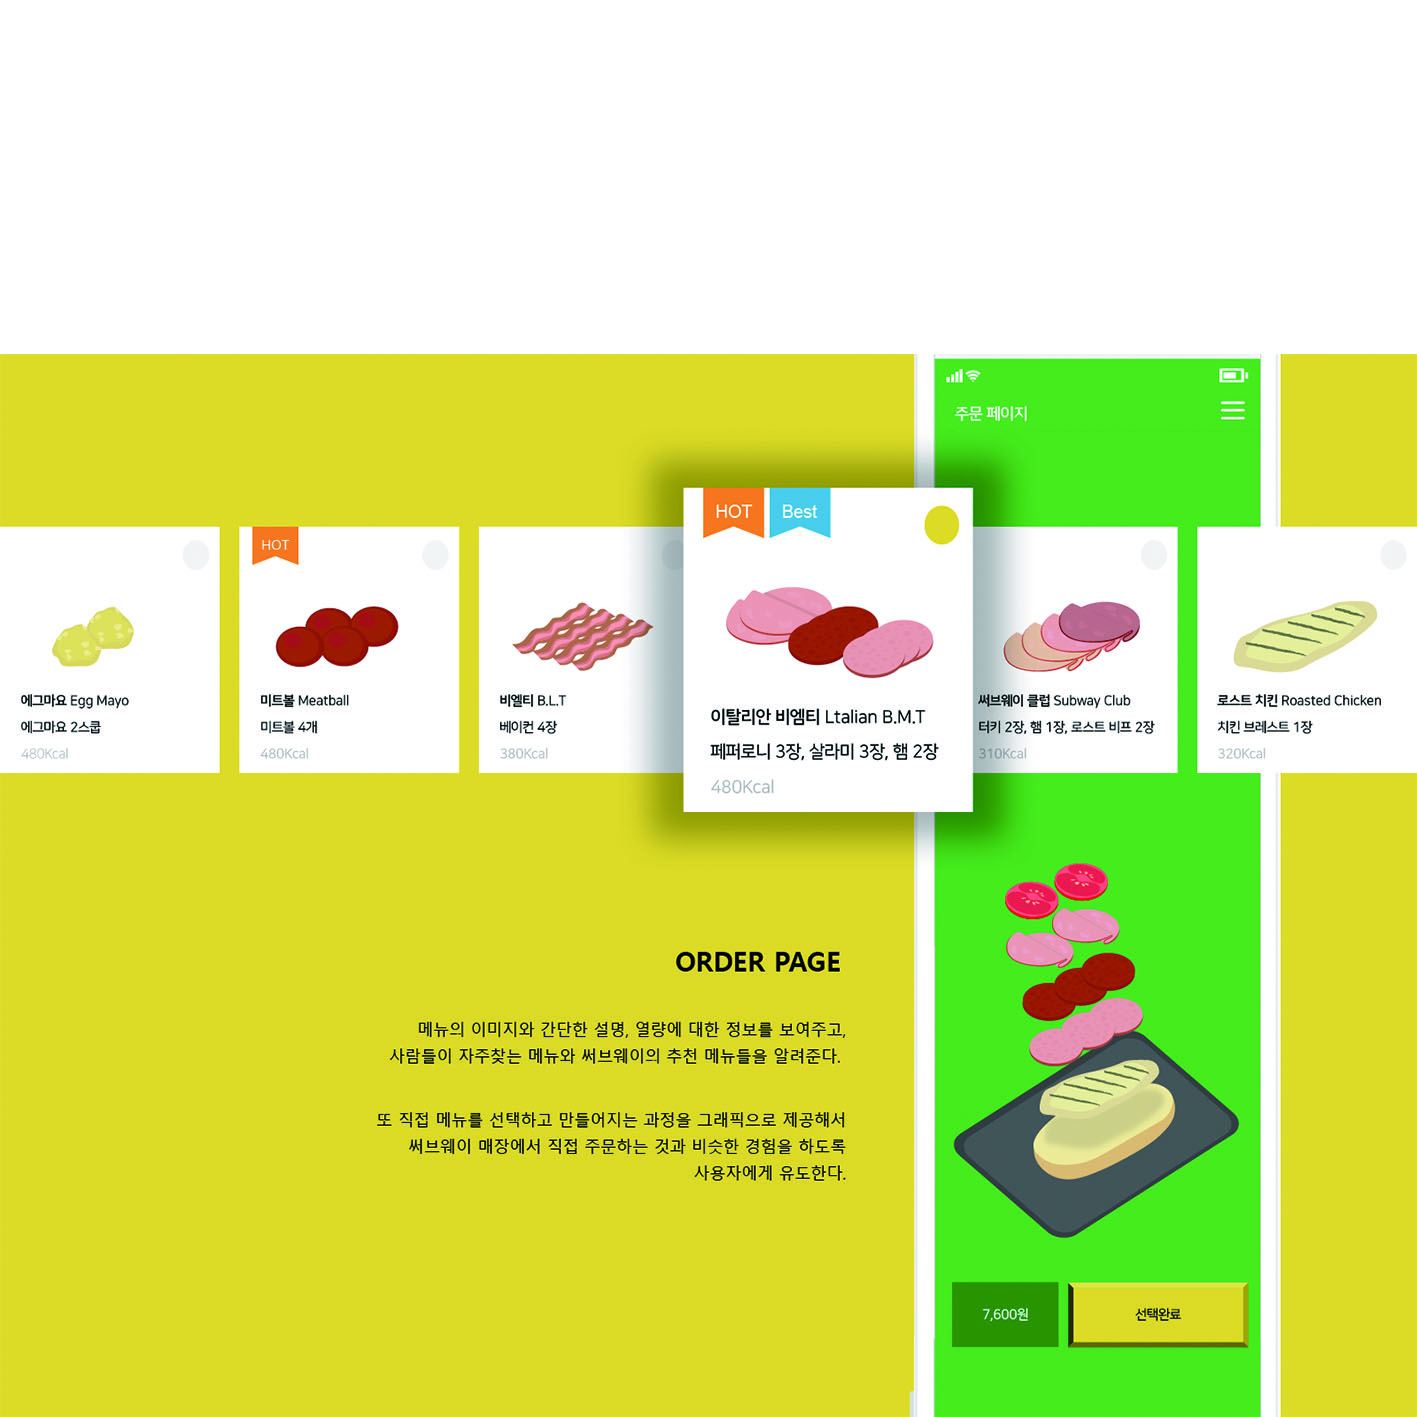 주문 페이지
에그마요 Egg Mayo
에그마요 2스쿱
480Kcal
HOT
미트볼 Meatball
미트볼 4개
480Kcal
비엘티 B.L.T
베이컨 4장
380Kcal
HOT
Best
이탈리안 비엠티 Ltalian B.M.T
페퍼로니 3장, 살라미 3장, 햄 2장
480Kcal
써브웨이 클럽 Subway Club
터키 2장, 햄 1장, 로스트 비프 2장
310Kcal
로스트 치킨 Roasted Chicken
치킨 브레스트 1장
320Kcal
ORDER PAGE
메뉴의 이미지와 간단한 설명, 열량에 대한 정보를 보여주고,
사람들이 자주찾는 메뉴와 써브웨이의 추천 메뉴들을 알려준다.
또 직접 메뉴를 선택하고 만들어지는 과정을 그래픽으로 제공해서
써브웨이 매장에서 직접 주문하는 것과 비슷한 경험을 하도록
사용자에게 유도한다.
7,600원
선택완료